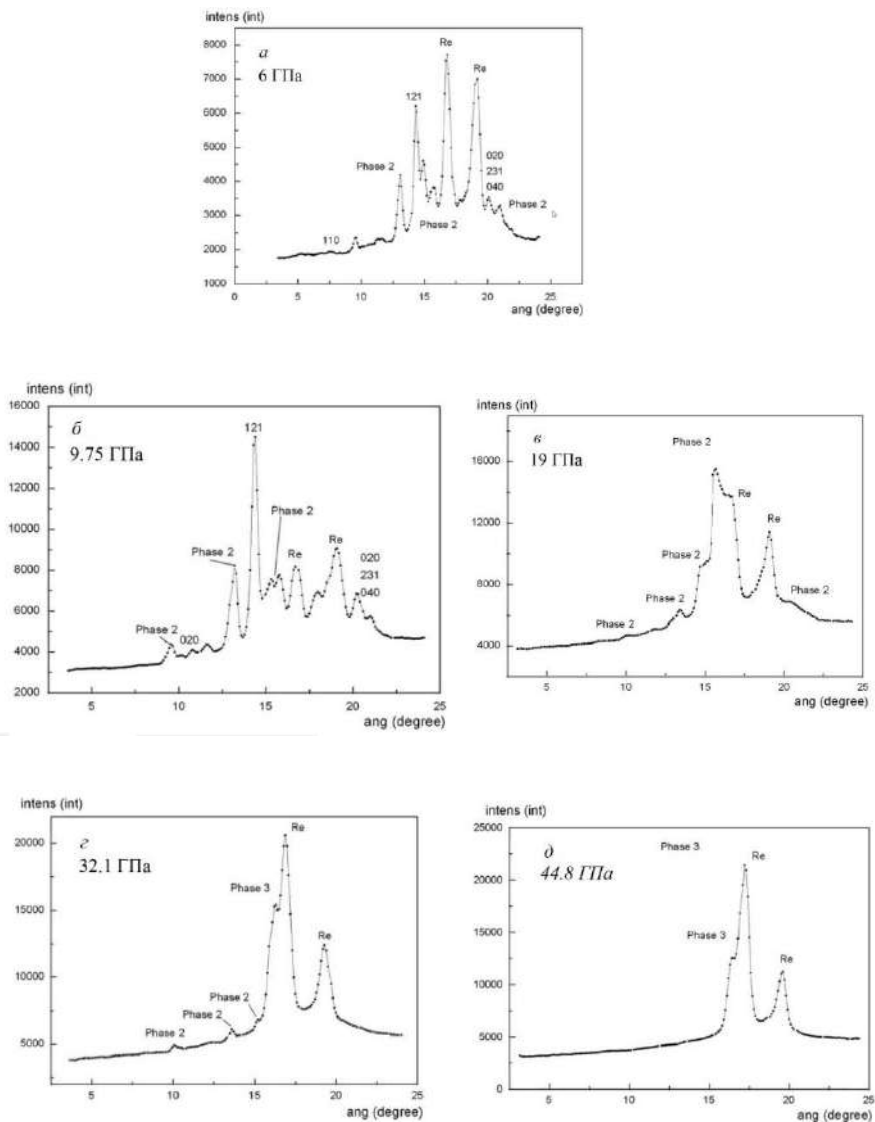 intens (int)
а
6 ГПа
8000
7000
6000
5000
4000
3000
2000
1000
Re
Re
121
Phase 2
020
231
040
Phase 2
Phase 2
110
0
5
10
15
20
25
ang (degree)
intens (int)
б
9.75 ГПа
16000
14000
12000
10000
8000
6000
4000
2000
121
Phase 2
Phase 2
Re
Re
020
231
040
Phase 2
020
5
10
15
20
25
ang (degree)
intens (int)
в
19 ГПа
16000
12000
8000
4000
Phase 2
Re
Re
Phase 2
Phase 2
Phase 2
Phase 2
5
10
15
20
25
ang (degree)
intens (int)
г
32.1 ГПа
20000
15000
10000
5000
Re
Phase 3
Re
Phase 2
Phase 2
Phase 2
5
10
15
20
25
ang (degree)
intens (int)
д
44.8 ГПа
25000
20000
15000
10000
5000
0
Phase 3
Re
Phase 3
Re
5
10
15
20
25
ang (degree)